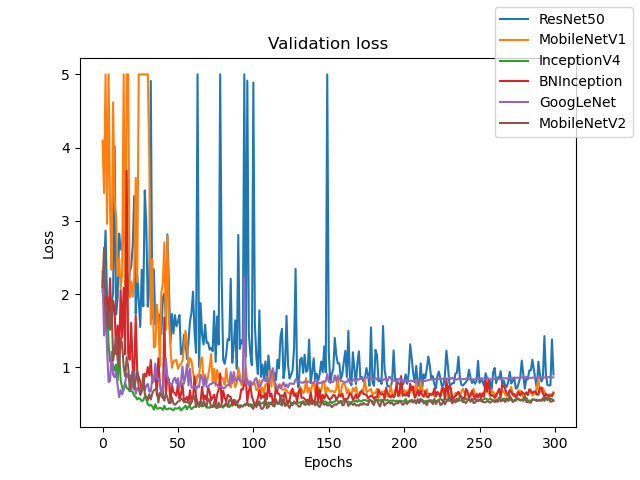 Validation loss
ResNet50
MobileNetV1
InceptionV4
BNInception
GoogLeNet
MobileNetV2
Loss
5
4
3
2
1
0 50 100 150 200 250 300
Epochs